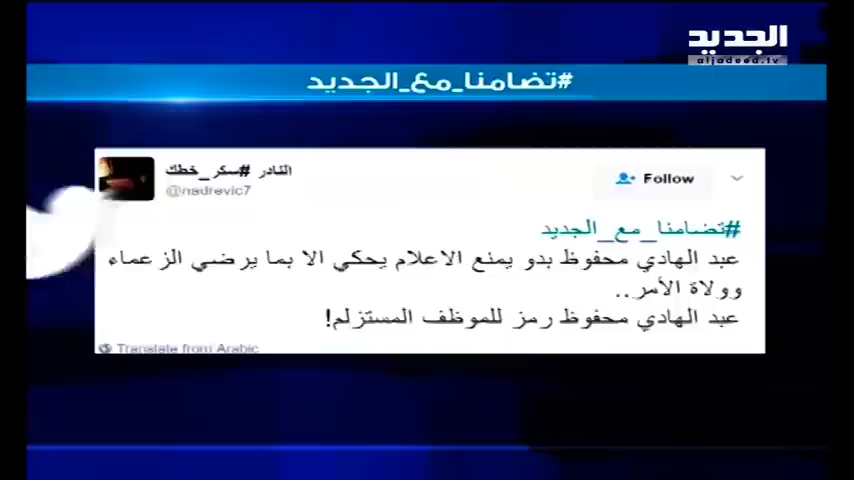 الجديد
aljadeed.tv
#تضامنا_مع_الجديد
النادر #سكر_خطك
@nadrevic7
Follow
#تضامنا_مع_الجديد
عبد الهادي محفوظ بدو يمنع الاعلام يحكي الا بما يرضي الزعماء
وولاة الأمر..
عبد الهادي محفوظ رمز للموظف المستزلم!
Translate from Arabic